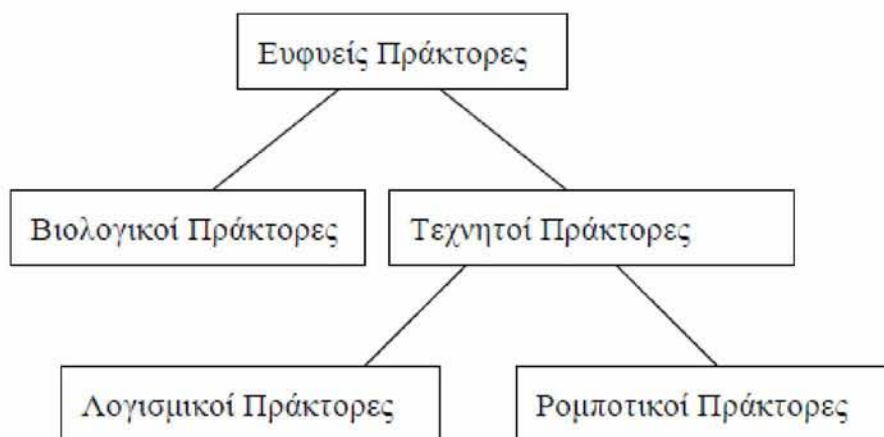 Ευφυείς Πράκτορες
Βιολογικοί Πράκτορες
Τεχνητοί Πράκτορες
Λογισμικοί Πράκτορες
Ρομποτικοί Πράκτορες